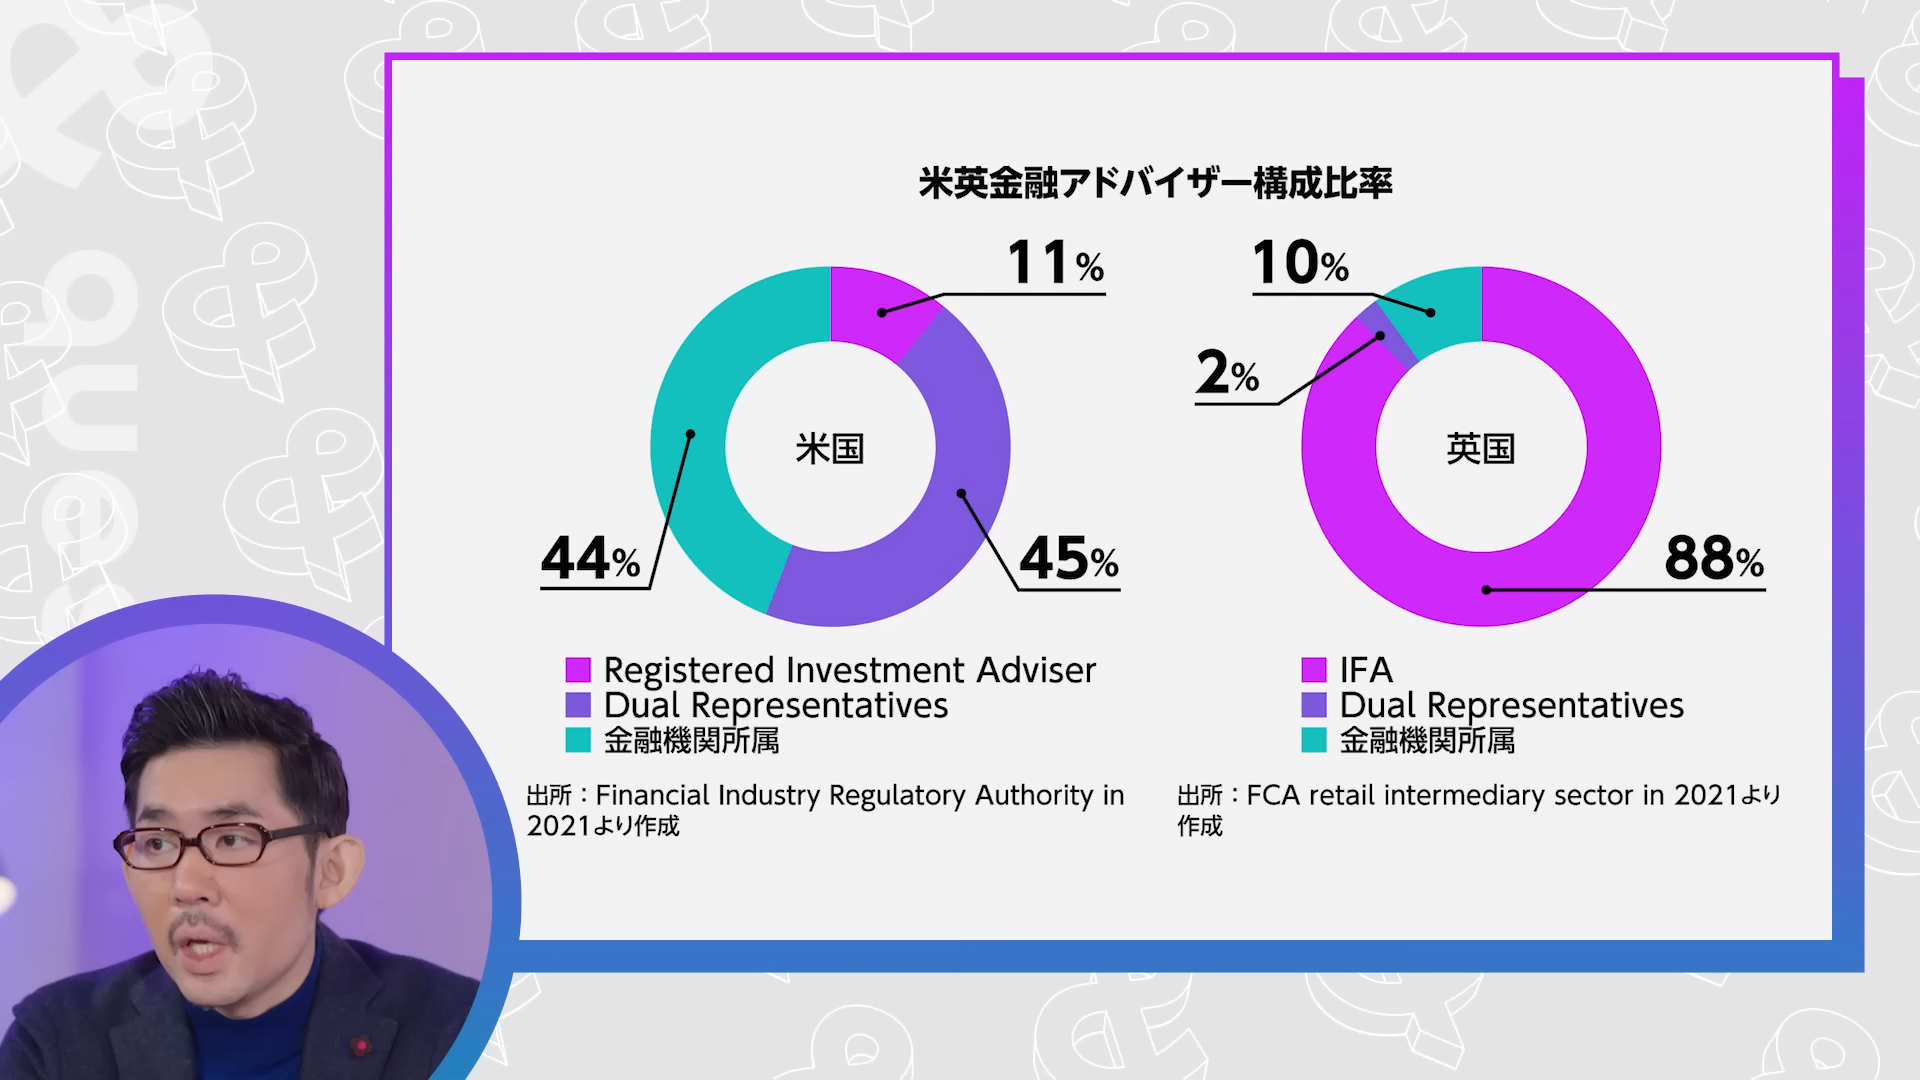 米英金融アドバイザー構成比率
11%
10%
2%
米国
英国
44%
45%
88%
Registered Investment Adviser
Dual Representatives
金融機関所属
IFA
Dual Representatives
金融機関所属
出所：Financial Industry Regulatory Authority in
2021より作成
出所：FCA retail intermediary sector in 2021より
作成